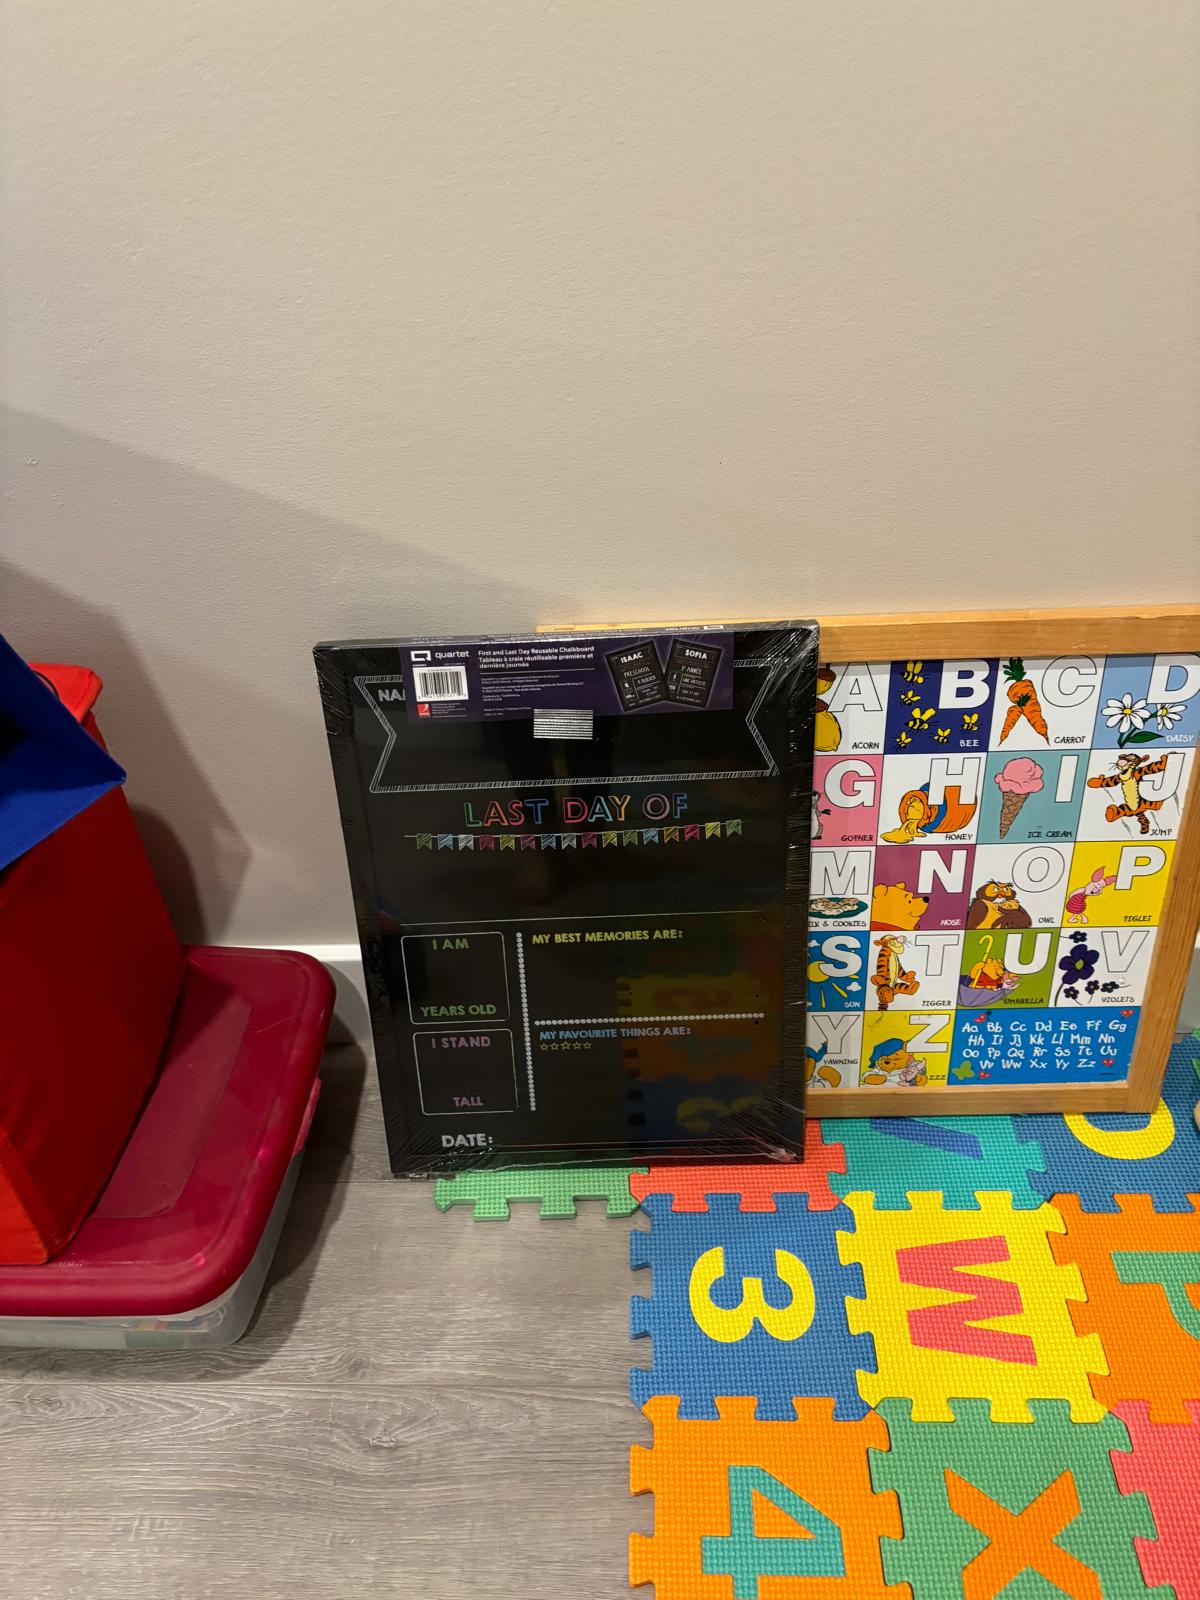 quartet
First and Last Day Reusable Chalkboard
Tableau à craie réutilisable première et
dernière journée
ISAAC
PRESCHOOL
SOFIA
LAST DAY OF
I AM
YEARS OLD
I STAND
TALL
MY BEST MEMORIES ARE:
MY FAVOURITE THINGS ARE:
DATE:
A B C D
ACORN BEE CARROT DAISY
G H I J
GOPHER HONEY ICE CREAM JUMP
M N O P
& COOKIES NOSE OWL PIGLET
S T U V
SUN TIGGER UMBRELLA VIOLETS
Y Z
YAWNING ZZZ
Aa Bb Cc Dd Ee Ff Gg
Hh Ii Jj Kk Ll Mm Nn
Oo Pp Qq Rr Ss Tt Uu
Vv Ww Xx Yy Zz
3 W P
4 X